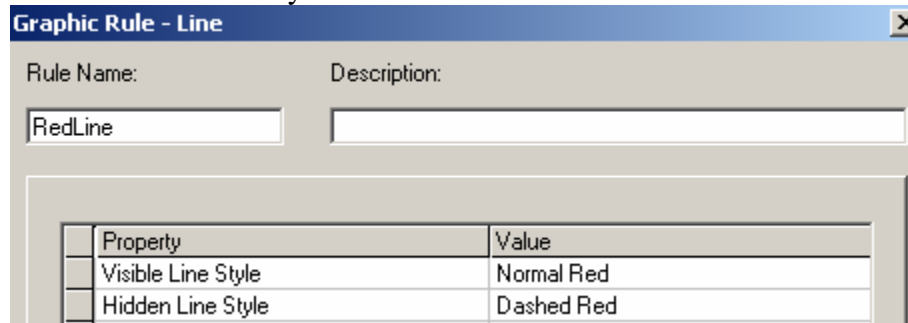 Graphic Rule - Line
Rule Name: Description:
RedLine
Property Value
Visible Line Style Normal Red
Hidden Line Style Dashed Red